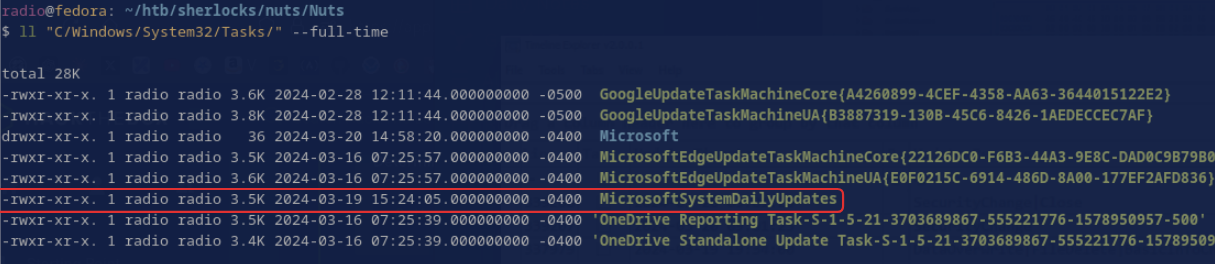 radio@fedora: ~/htb/sherlocks/nuts/Nuts
$ ll "C/Windows/System32/Tasks/" --full-time
total 28K
-rwxr-xr-x. 1 radio radio 3.6K 2024-02-28 12:11:44.000000000 -0500  GoogleUpdateTaskMachineCore{A4260899-4CEF-4358-AA63-3644015122E2}
-rwxr-xr-x. 1 radio radio 3.8K 2024-02-28 12:11:44.000000000 -0500  GoogleUpdateTaskMachineUA{B3887319-130B-45C6-8426-1AEDECCEC7AF}
drwxr-xr-x. 1 radio radio   36 2024-03-20 14:58:20.000000000 -0400  Microsoft
-rwxr-xr-x. 1 radio radio 3.5K 2024-03-16 07:25:57.000000000 -0400  MicrosoftEdgeUpdateTaskMachineCore{22126DC0-F6B3-44A3-9E8C-DAD0C9B79B0
-rwxr-xr-x. 1 radio radio 3.6K 2024-03-16 07:25:57.000000000 -0400  MicrosoftEdgeUpdateTaskMachineUA{E0F0215C-6914-486D-8A00-177EF2AFD836}
-rwxr-xr-x. 1 radio radio 3.5K 2024-03-19 15:24:05.000000000 -0400  MicrosoftSystemDailyUpdates
-rwxr-xr-x. 1 radio radio 3.5K 2024-03-16 07:25:39.000000000 -0400 'OneDrive Reporting Task-S-1-5-21-3703689867-555221776-1578950957-500'
-rwxr-xr-x. 1 radio radio 3.4K 2024-03-16 07:25:39.000000000 -0400 'OneDrive Standalone Update Task-S-1-5-21-3703689867-555221776-15789509